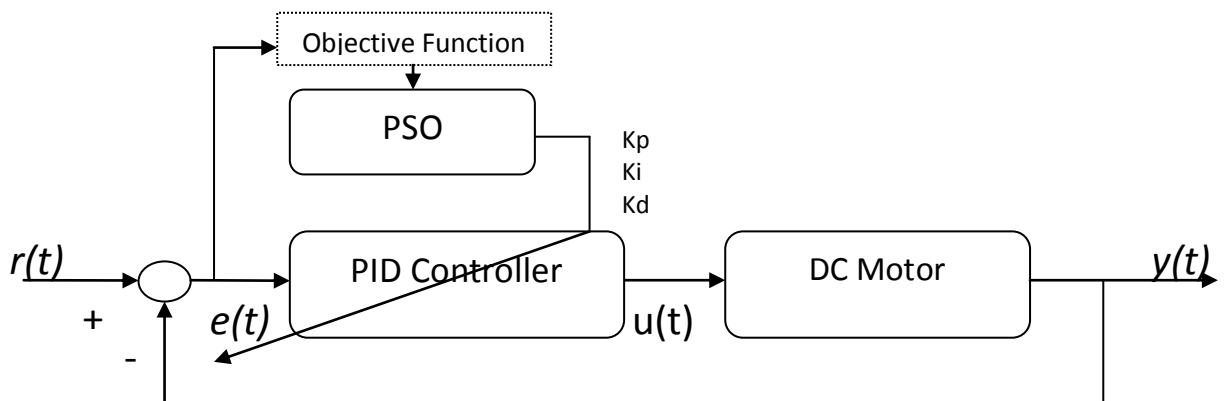 Objective Function
PSO
Kp
Ki
Kd
r(t)
PID Controller
DC Motor
y(t)
+
e(t)
u(t)
-